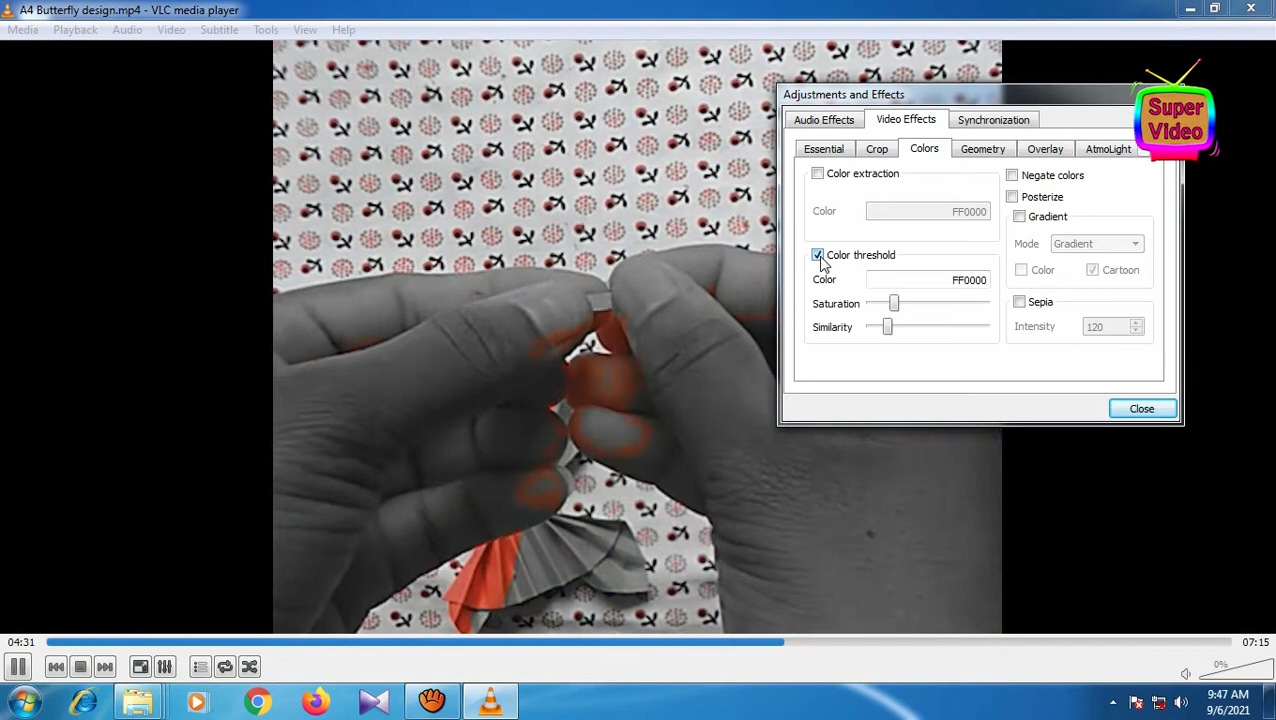 A4 Butterfly design.mp4 - VLC media player
Media Playback Audio Video Subtitle Tools View Help
Adjustments and Effects
Super
Video
Audio Effects Video Effects Synchronization
Essential Crop Colors Geometry Overlay AtmoLight
Color extraction
Color FF0000
Color threshold
Color FF0000
Saturation
Similarity
Negate colors
Posterize
Gradient
Mode Gradient
Color Cartoon
Sepia
Intensity 120
Close
04:31 07:15
0%
9:47 AM
9/6/2021